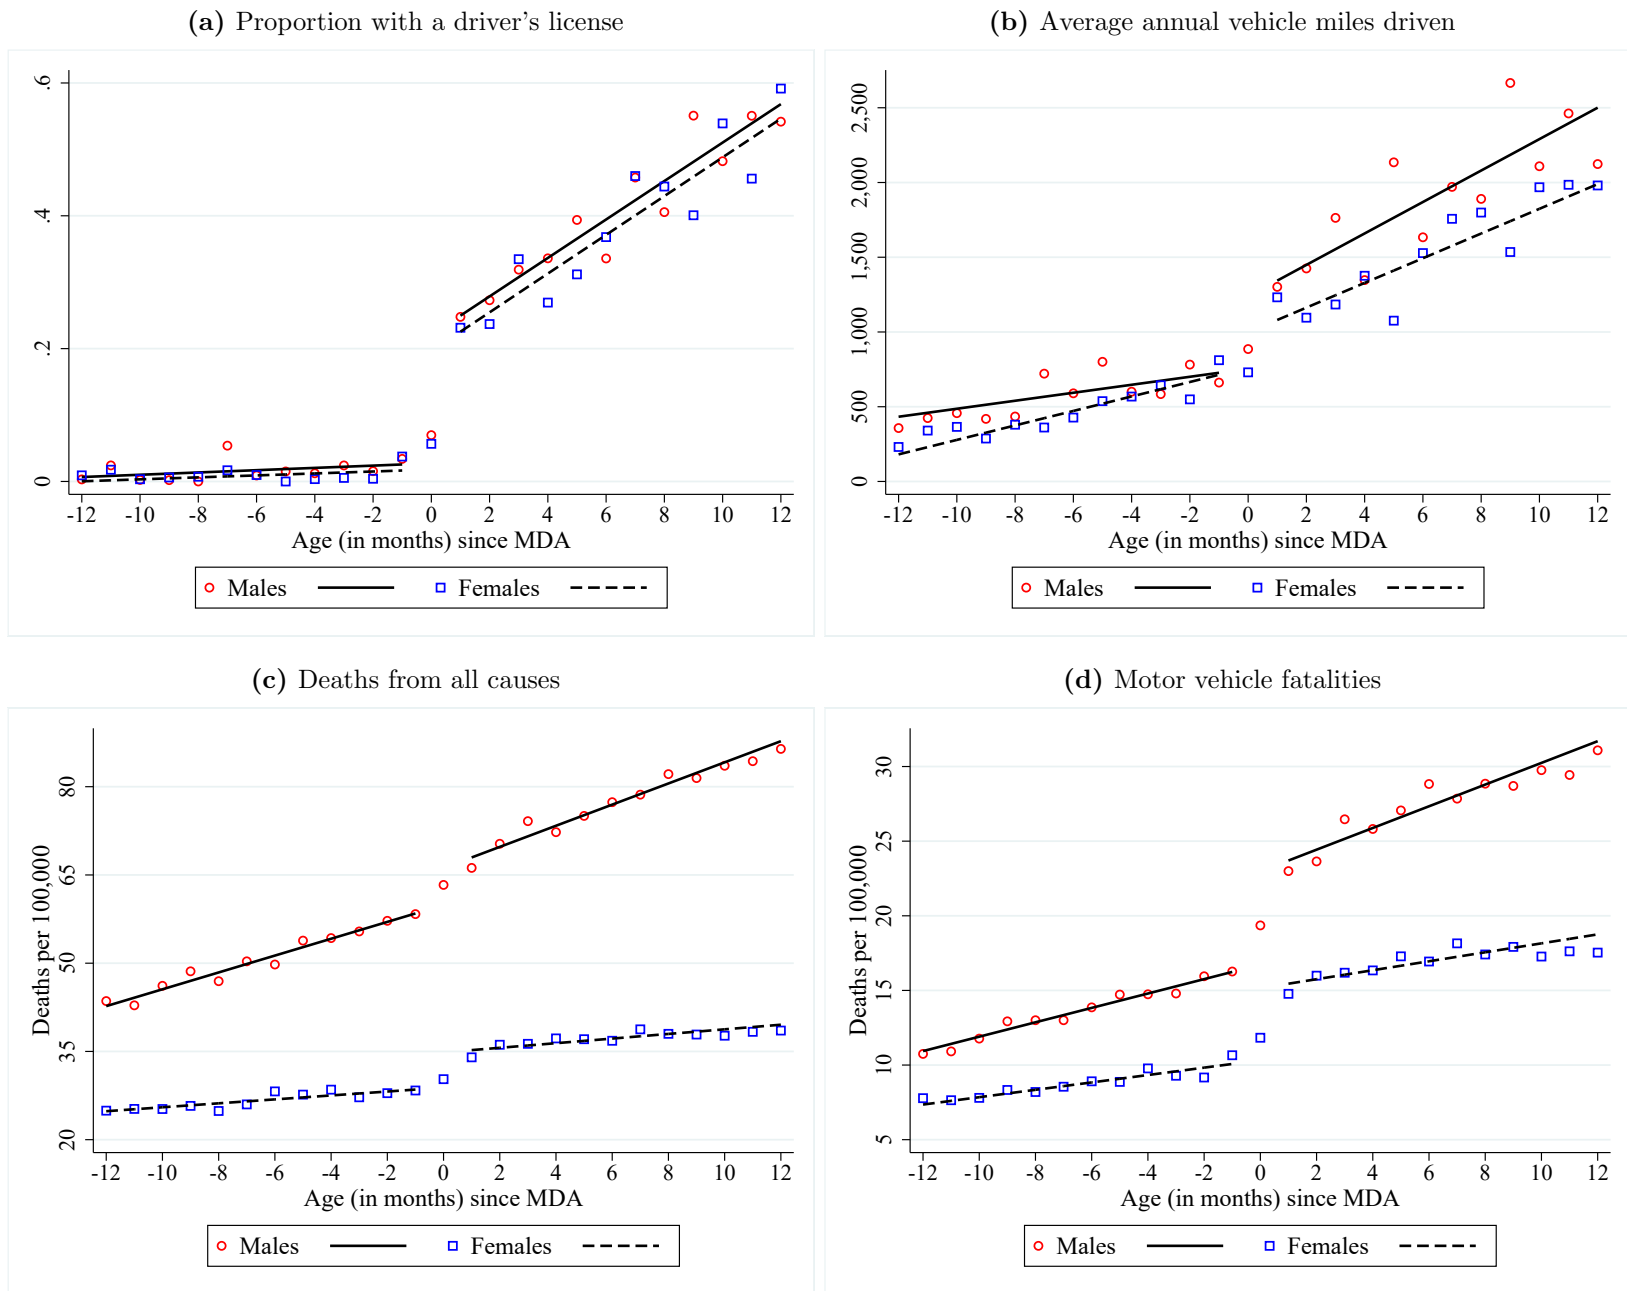 (a) Proportion with a driver's license
.6
.4
.2
0
-12 -10 -8 -6 -4 -2 0 2 4 6 8 10 12
Age (in months) since MDA
Males Females
(b) Average annual vehicle miles driven
2,500
2,000
1,500
1,000
500
0
-12 -10 -8 -6 -4 -2 0 2 4 6 8 10 12
Age (in months) since MDA
Males Females
(c) Deaths from all causes
Deaths per 100,000
80
65
50
35
20
-12 -10 -8 -6 -4 -2 0 2 4 6 8 10 12
Age (in months) since MDA
Males Females
(d) Motor vehicle fatalities
Deaths per 100,000
30
25
20
15
10
5
-12 -10 -8 -6 -4 -2 0 2 4 6 8 10 12
Age (in months) since MDA
Males Females